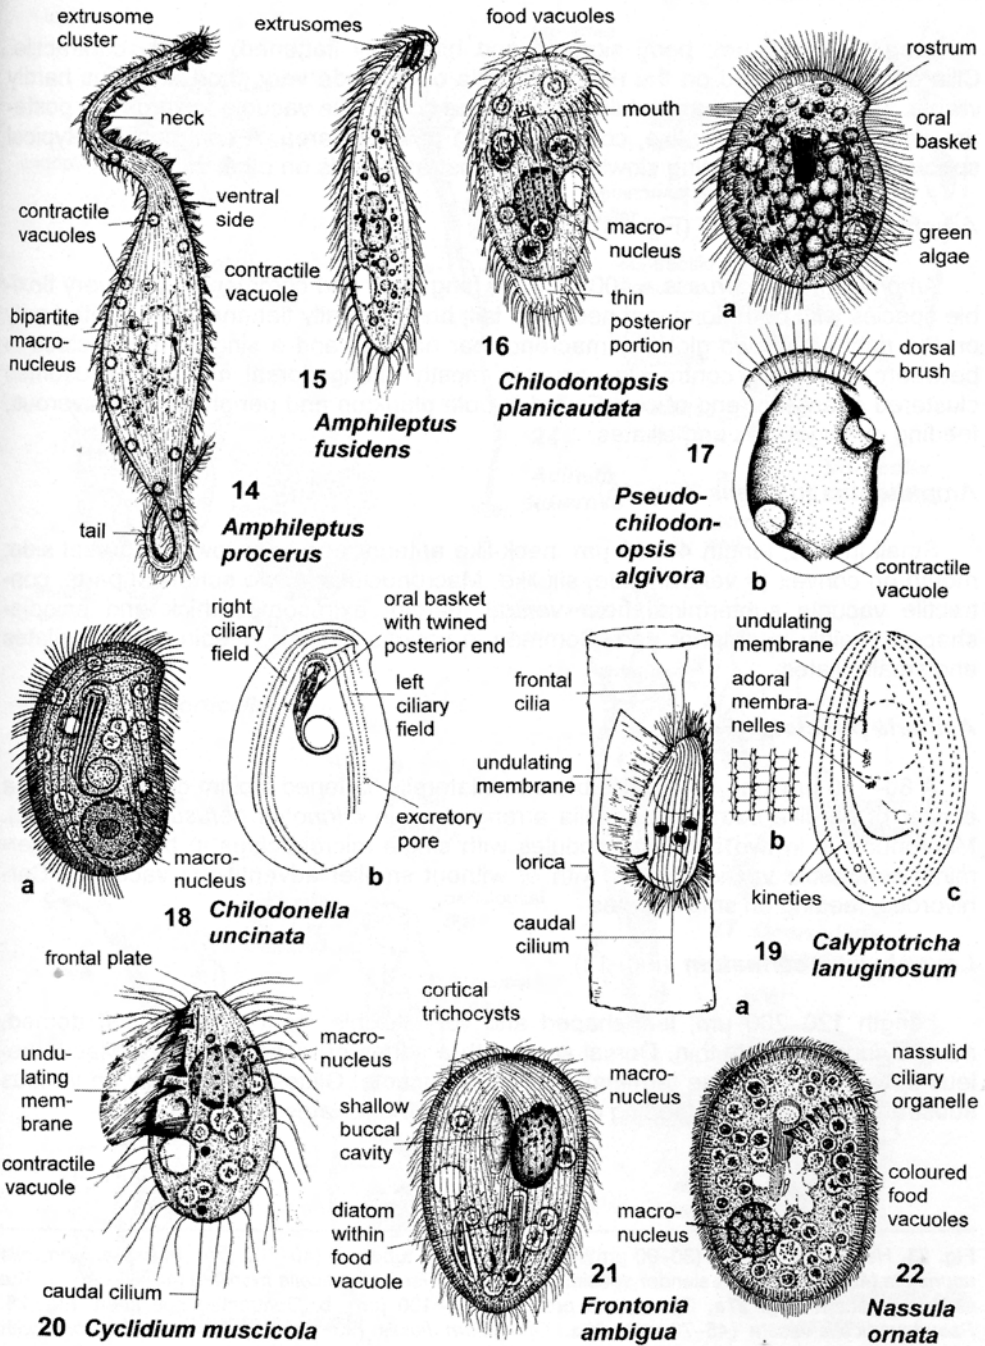 extrusome
cluster
neck
ventral
side
contractile
vacuoles
bipartite
macro-
nucleus
tail
14
Amphileptus
procerus
extrusomes
contractile
vacuole
15
Amphileptus
fusidens
food vacuoles
mouth
macro-
nucleus
thin
posterior
portion
16
Chilodontopsis
planicaudata
rostrum
oral
basket
green
algae
a
dorsal
brush
17
Pseudo-
chilodon-
opsis
algivora
b
contractile
vacuole
right
ciliary
field
oral basket
with twined
posterior end
left
ciliary
field
excretory
pore
macro-
nucleus
a
b
18
Chilodonella
uncinata
frontal
cilia
undulating
membrane
lorica
caudal
cilium
a
undulating
membrane
adoral
membra-
nelles
b
kineties
c
19
Calyptotricha
lanuginosum
frontal plate
macro-
nucleus
undu-
lating
mem-
brane
contractile
vacuole
caudal cilium
20 Cyclidium muscicola
cortical
trichocysts
macro-
nucleus
shallow
buccal
cavity
diatom
within
food
vacuole
21
Frontonia
ambigua
nassulid
ciliary
organelle
coloured
food
vacuoles
macro-
nucleus
22
Nassula
ornata